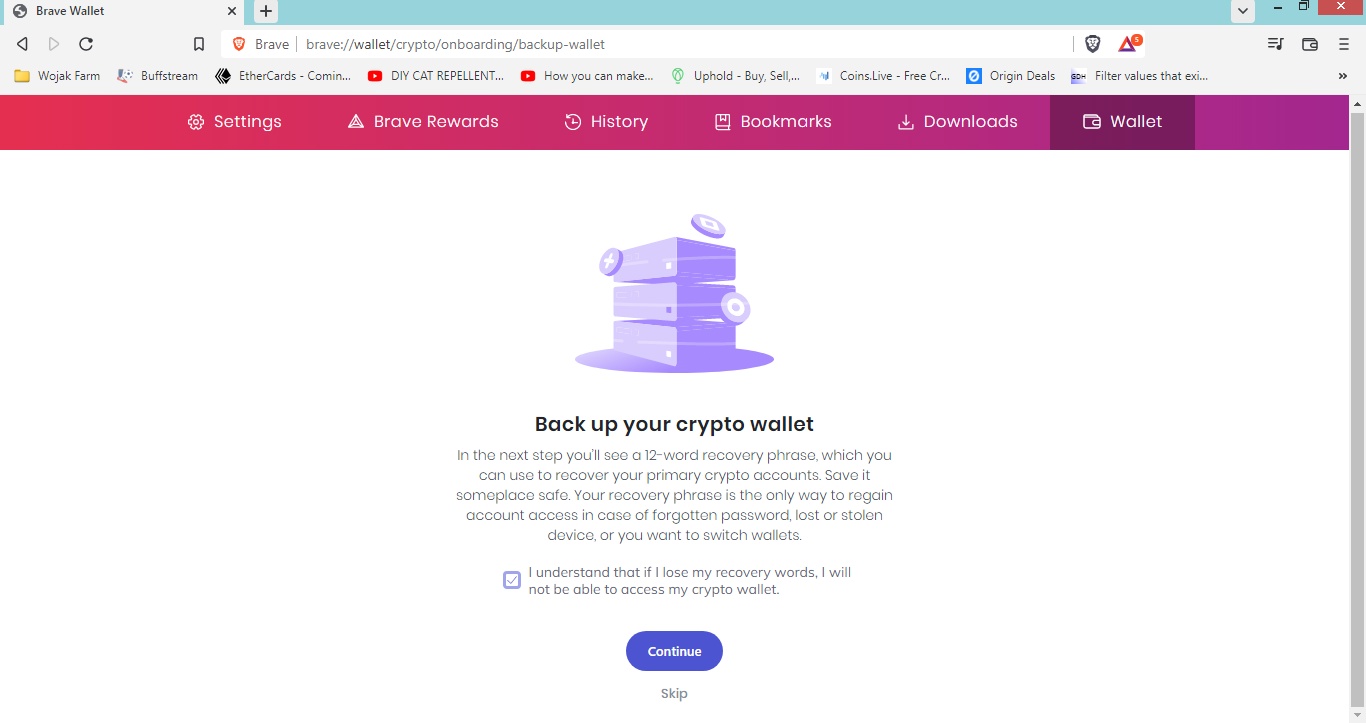 Brave Wallet
Brave
brave://wallet/crypto/onboarding/backup-wallet
5
Wojak Farm
Buffstream
EtherCards - Comin...
DIY CAT REPELLENT...
How you can make...
Uphold - Buy, Sell,...
Coins.Live - Free Cr...
Origin Deals
GDH
Filter values that exi...
Settings
Brave Rewards
History
Bookmarks
Downloads
Wallet
Back up your crypto wallet
In the next step you'll see a 12-word recovery phrase, which you
can use to recover your primary crypto accounts. Save it
someplace safe. Your recovery phrase is the only way to regain
account access in case of forgotten password, lost or stolen
device, or you want to switch wallets.
I understand that if I lose my recovery words, I will
not be able to access my crypto wallet.
Continue
Skip